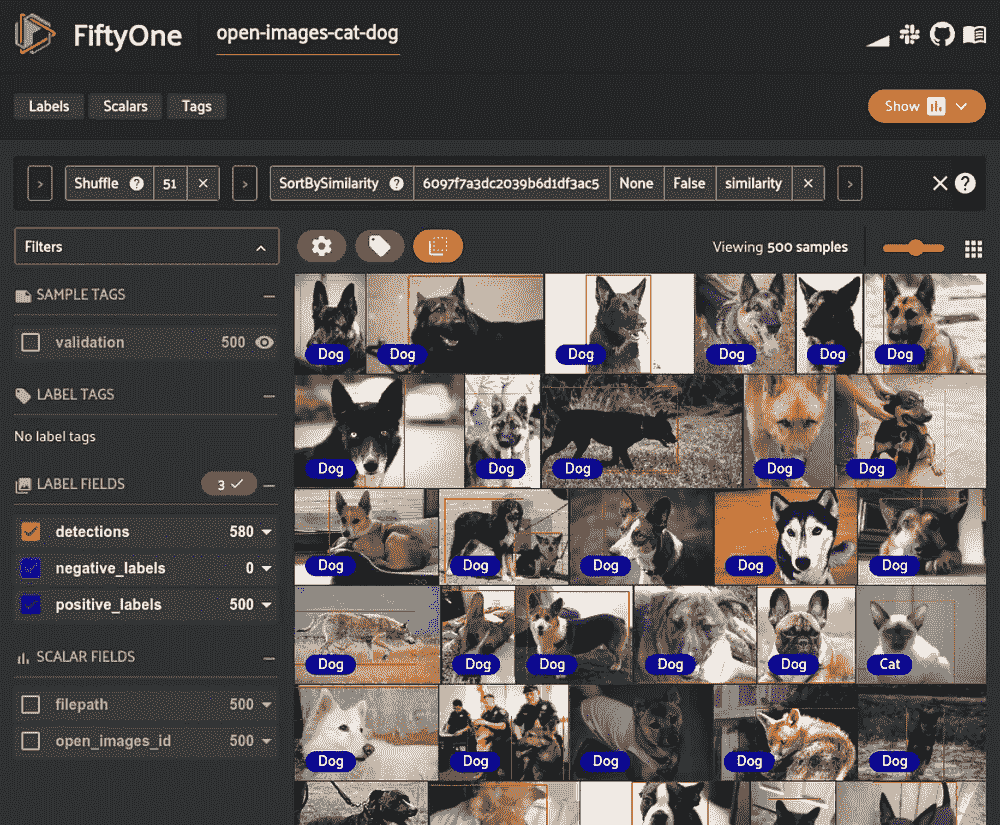 FiftyOne
open-images-cat-dog
Labels Scalars Tags
Show
> Shuffle ? 51 × > SortBySimilarity ? 6097f7a3dc2039b6d1df3ac5 None False similarity × > × ?
Filters
Viewing 500 samples
SAMPLE TAGS
validation 500
LABEL TAGS
No label tags
LABEL FIELDS 3
detections 580
negative_labels 0
positive_labels 500
SCALAR FIELDS
filepath 500
open_images_id 500
Dog Dog Dog Dog Dog Dog
Dog Dog Dog Dog Dog
Dog Dog Dog Dog Dog
Dog Dog Dog Dog Dog Cat
Dog Dog Dog Dog Dog